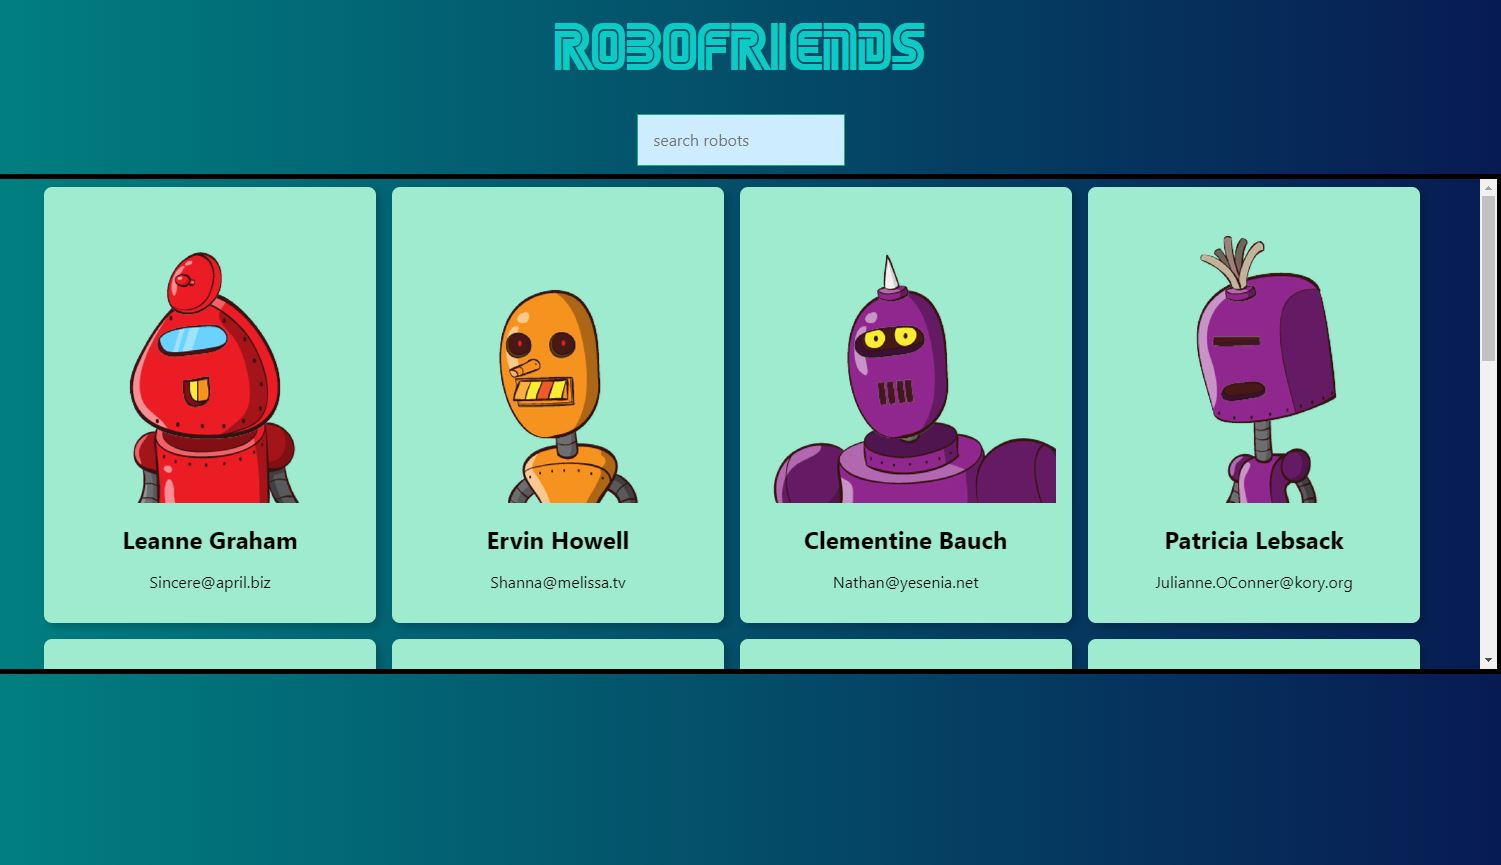 ROBOFRIENDS
search robots
Leanne Graham
Sincere@april.biz
Ervin Howell
Shanna@melissa.tv
Clementine Bauch
Nathan@yesenia.net
Patricia Lebsack
Julianne.OConner@kory.org